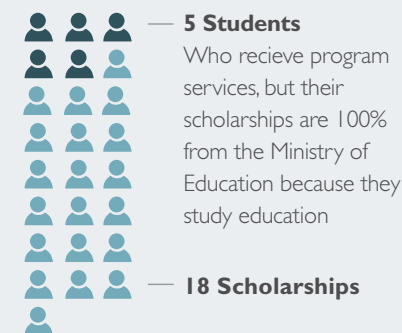 5 Students
Who recieve program
services, but their
scholarships are 100%
from the Ministry of
Education because they
study education
18 Scholarships